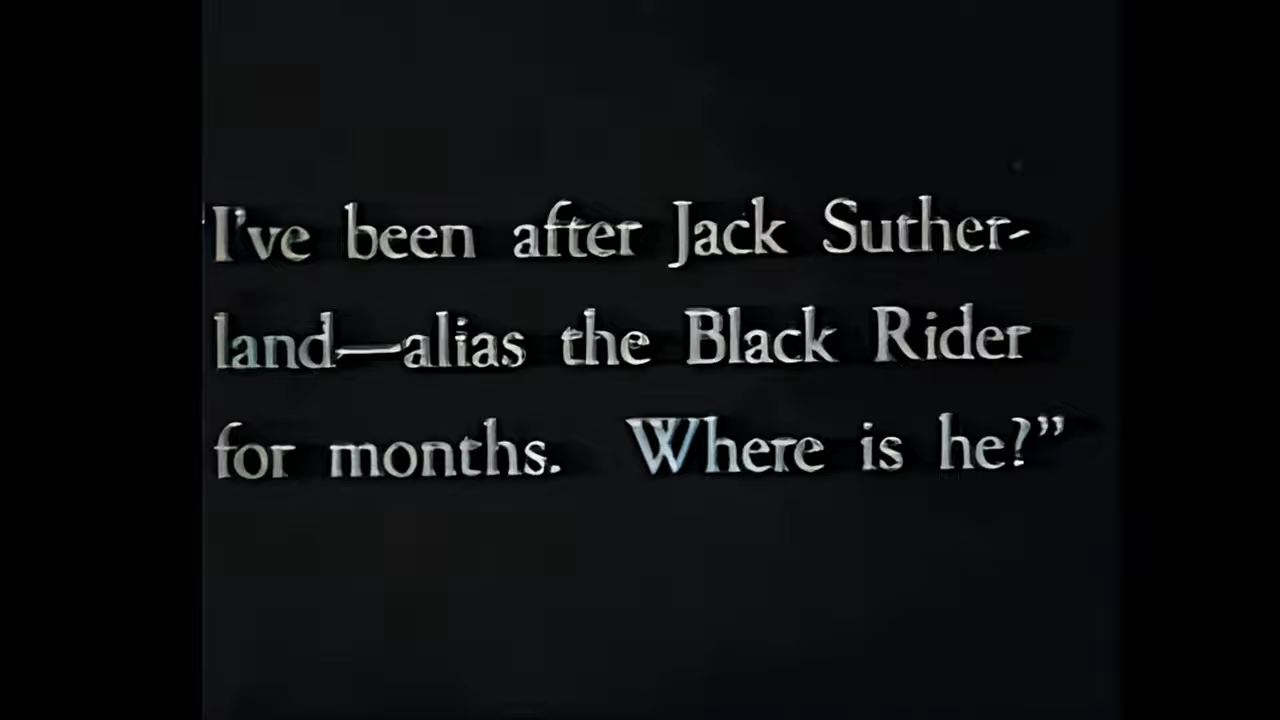 "I've been after Jack Suther-
land—alias the Black Rider
for months. Where is he?"